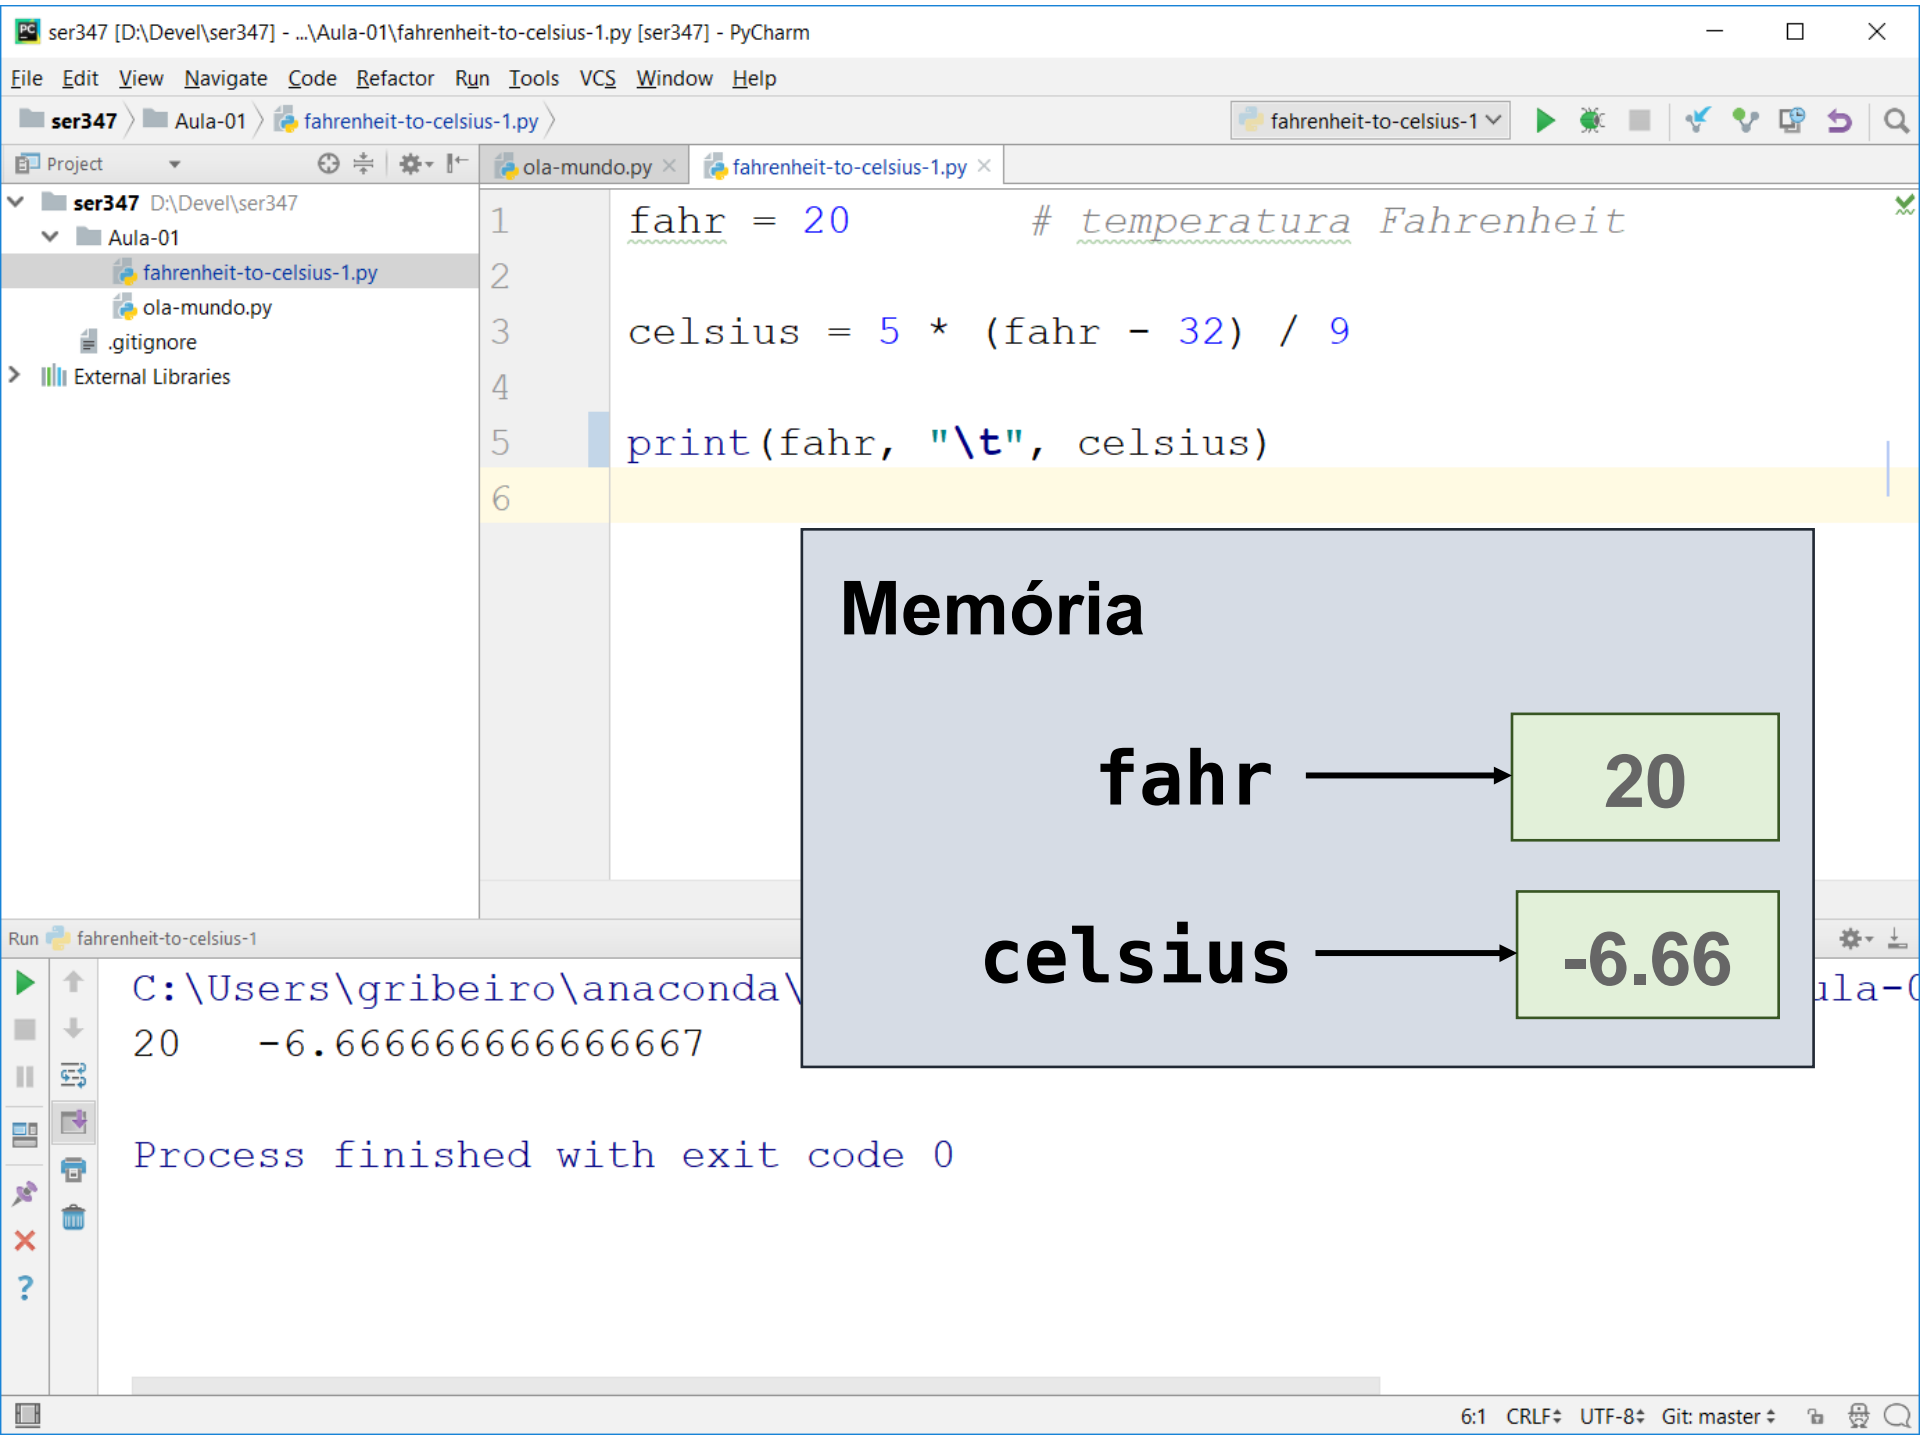 ser347 [D:\Devel\ser347] - ...\Aula-01\fahrenheit-to-celsius-1.py [ser347] - PyCharm
File Edit View Navigate Code Refactor Run Tools VCS Window Help
ser347 Aula-01 fahrenheit-to-celsius-1.py fahrenheit-to-celsius-1
Project ola-mundo.py fahrenheit-to-celsius-1.py
ser347 D:\Devel\ser347
Aula-01
fahrenheit-to-celsius-1.py
ola-mundo.py
.gitignore
External Libraries
1 fahr = 20 # temperatura Fahrenheit
2
3 celsius = 5 * (fahr - 32) / 9
4
5 print(fahr, "\t", celsius)
6
Memória
fahr 20
celsius -6.66
Run fahrenheit-to-celsius-1
C:\Users\gribeiro\anaconda\ ula-0
20 -6.666666666666667
Process finished with exit code 0
6:1 CRLF UTF-8 Git: master